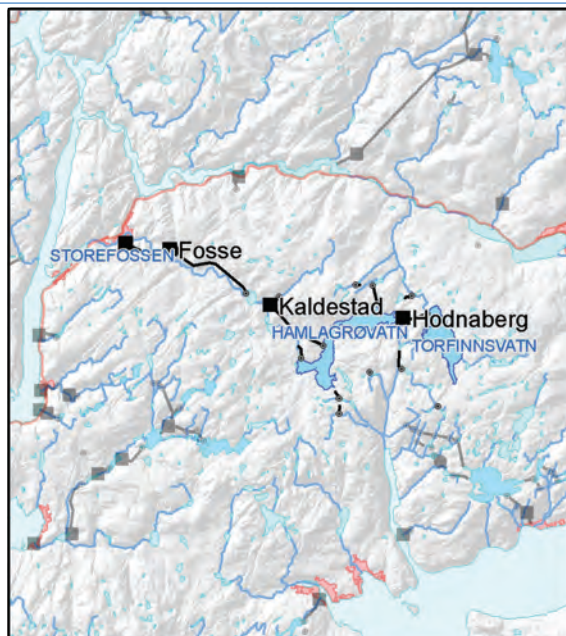 Fosse
STOREFOSSEN
Kaldestad
HAMLAGRØVATN
Hodnaberg
TORFINNSVATN